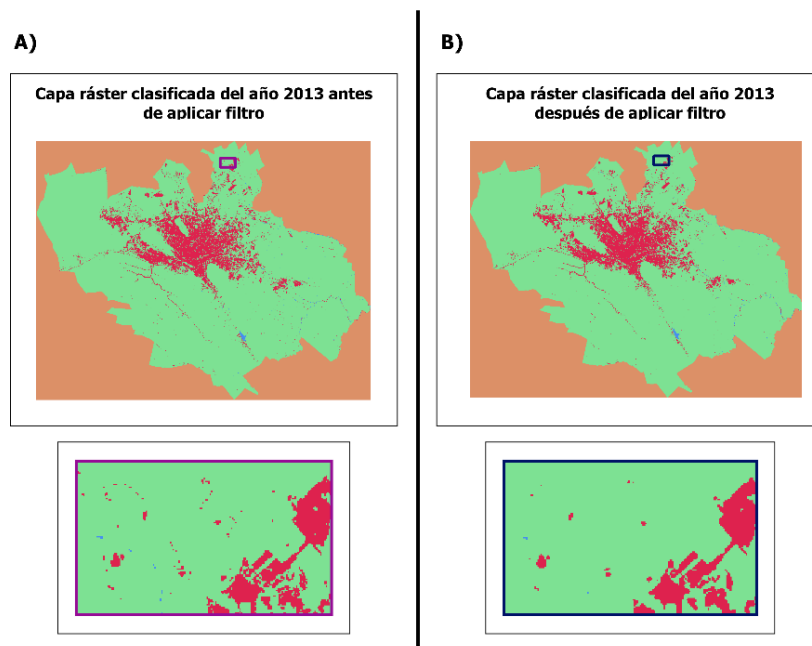 A)
Capa ráster clasificada del año 2013 antes
de aplicar filtro
B)
Capa ráster clasificada del año 2013
después de aplicar filtro